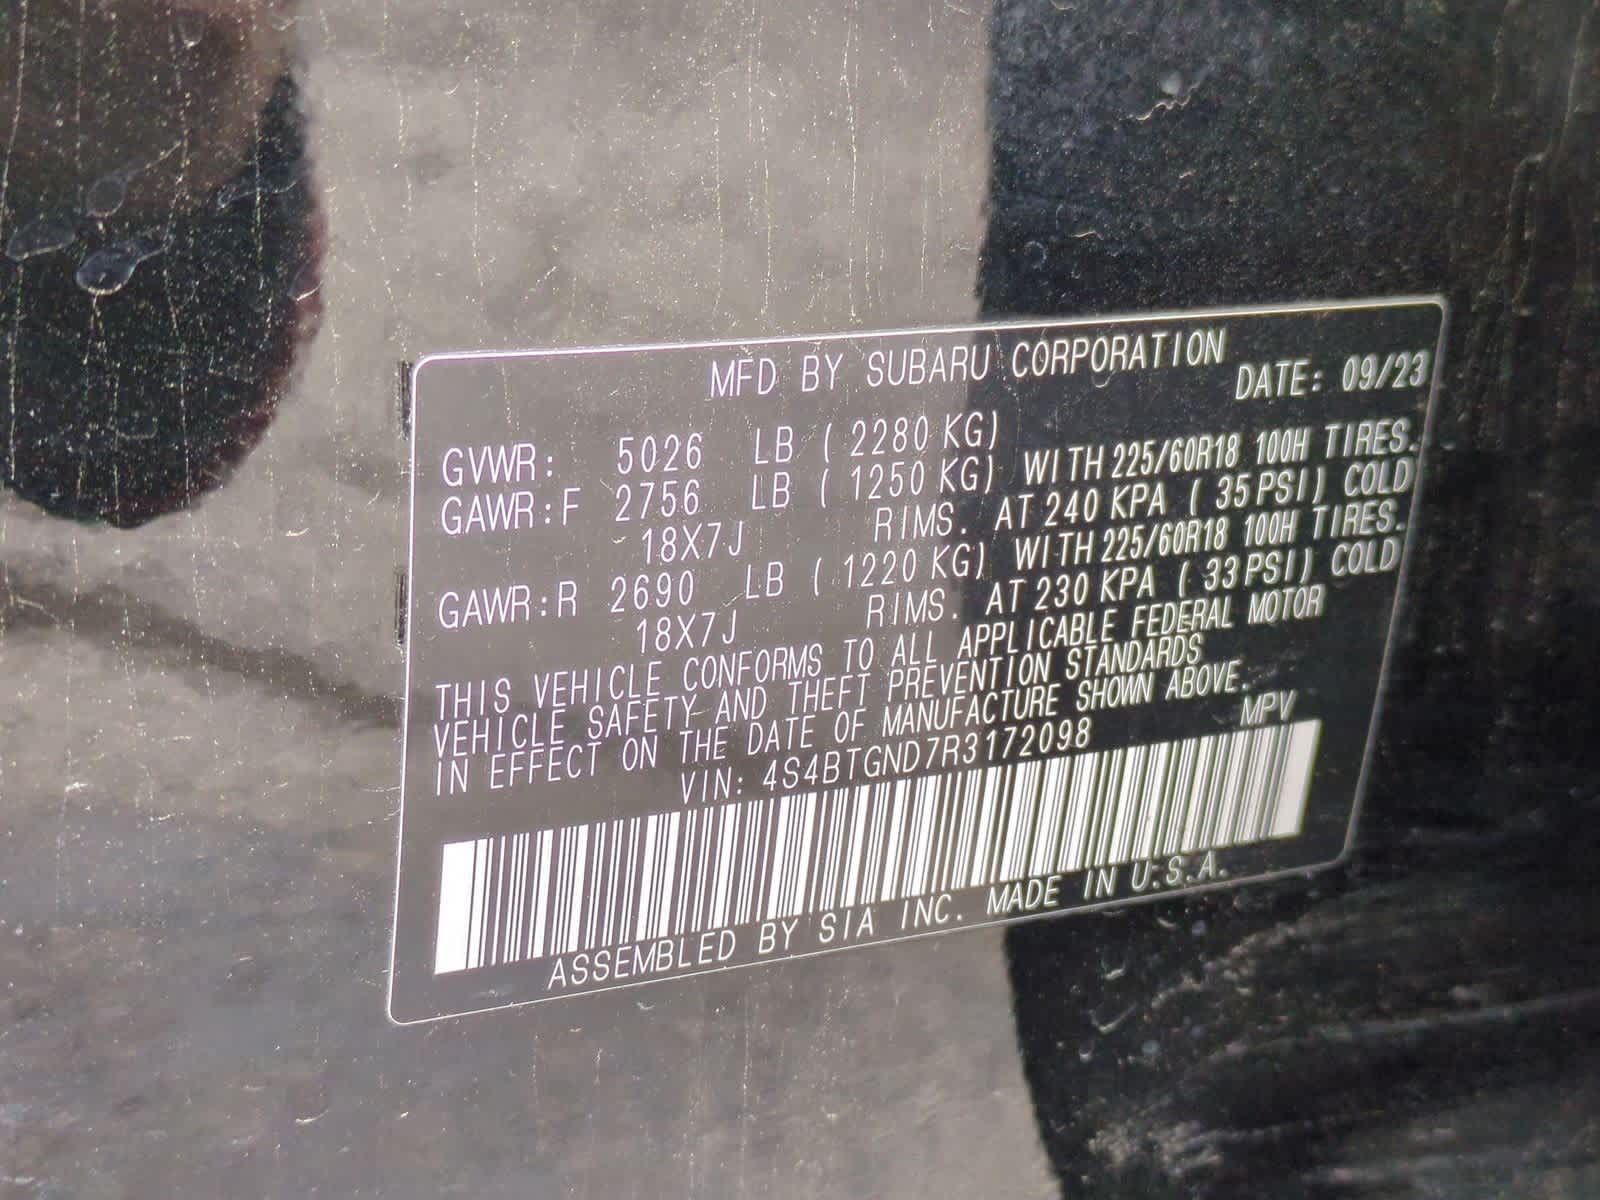 MFD BY SUBARU CORPORATION
DATE: 09/23
GVWR: 5026 LB ( 2280 KG)
GAWR:F 2756 LB ( 1250 KG) WITH 225/60R18 100H TIRES.
18X7J RIMS. AT 240 KPA ( 35 PSI) COLD
GAWR:R 2690 LB ( 1220 KG) WITH 225/60R18 100H TIRES.
18X7J RIMS. AT 230 KPA ( 33 PSI) COLD
THIS VEHICLE CONFORMS TO ALL APPLICABLE FEDERAL MOTOR
VEHICLE SAFETY AND THEFT PREVENTION STANDARDS
IN EFFECT ON THE DATE OF MANUFACTURE SHOWN ABOVE.
VIN: 4S4BTGND7R3172098 MPV
ASSEMBLED BY SIA INC. MADE IN U.S.A.